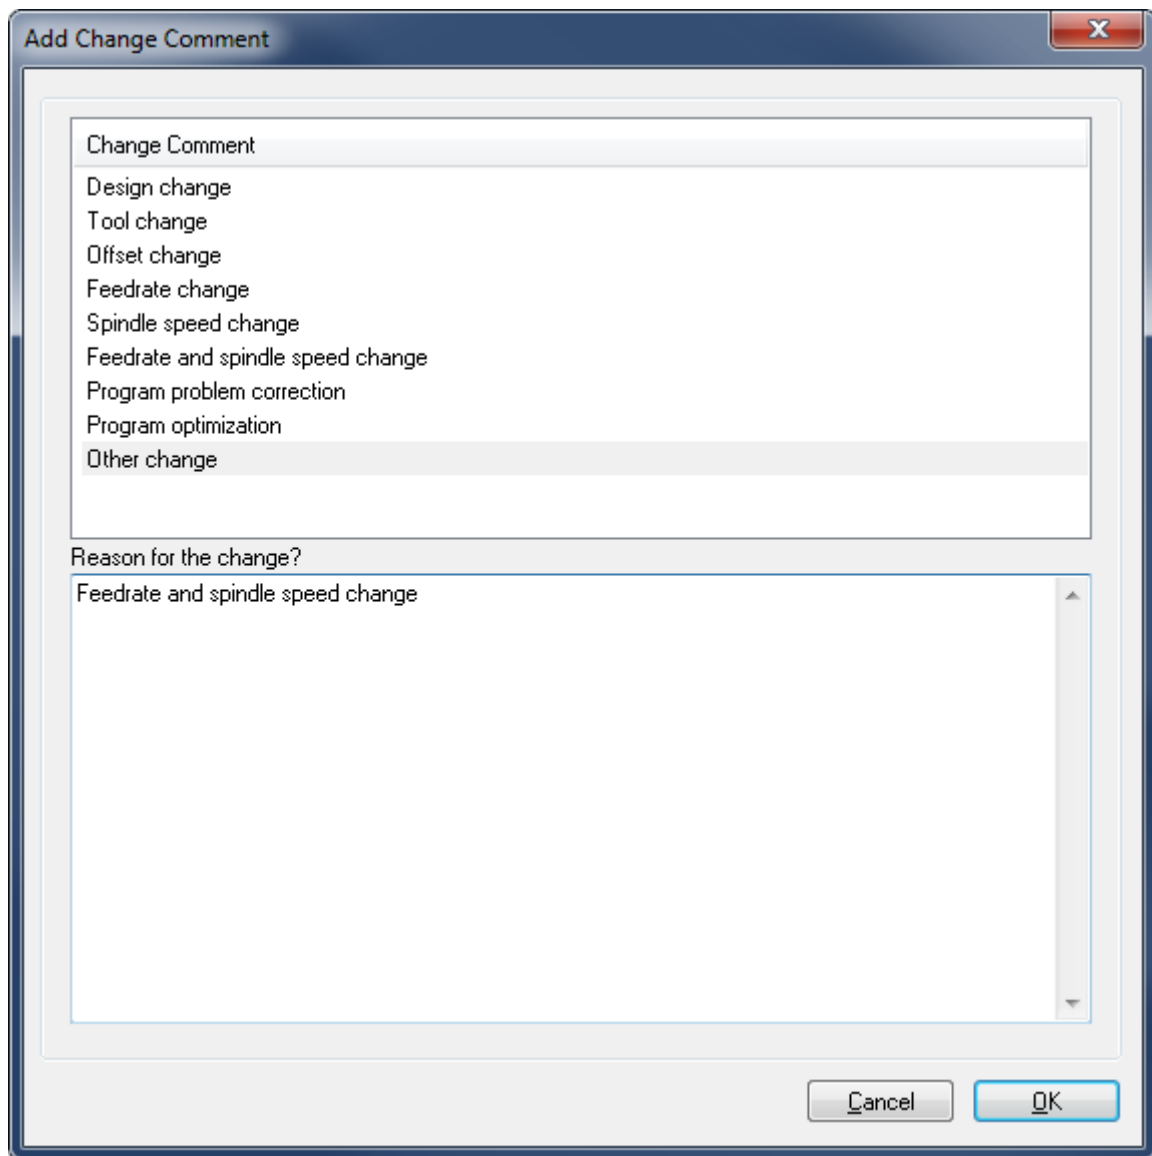 Add Change Comment
Change Comment
Design change
Tool change
Offset change
Feedrate change
Spindle speed change
Feedrate and spindle speed change
Program problem correction
Program optimization
Other change
Reason for the change?
Feedrate and spindle speed change
Cancel OK